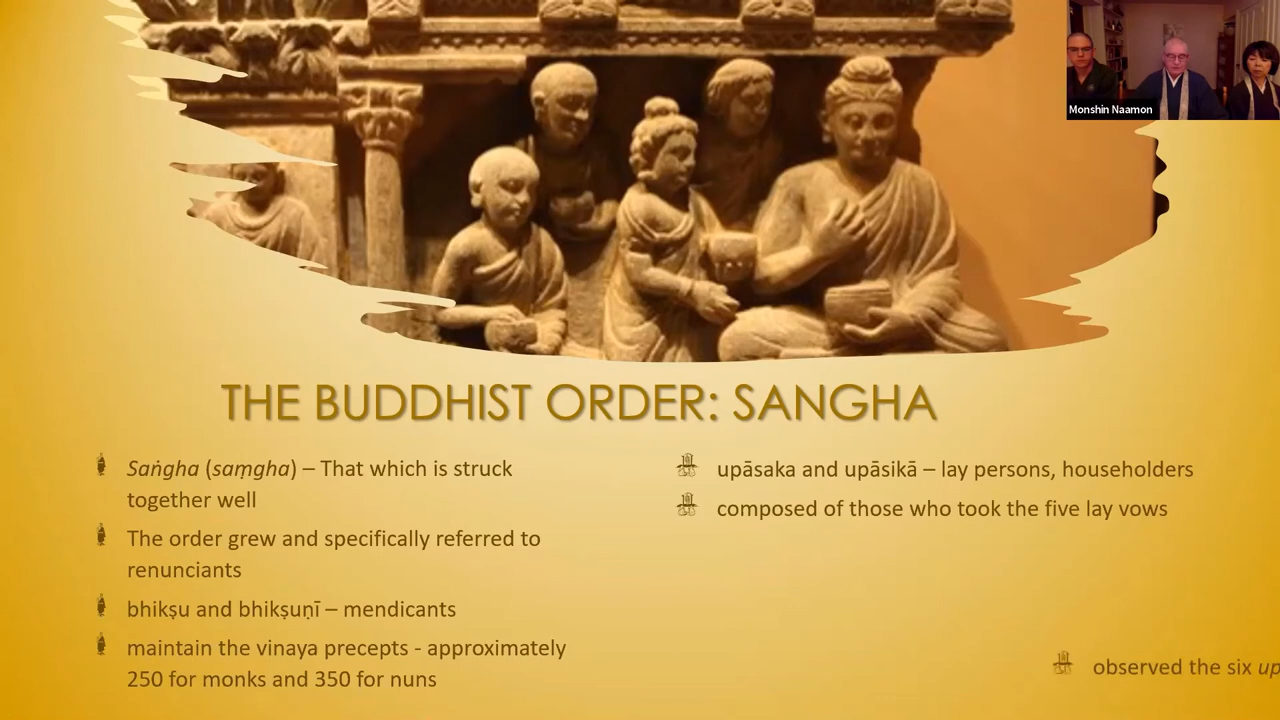 Monshin Naamon
THE BUDDHIST ORDER: SANGHA
Saṅgha (saṃgha) – That which is struck
together well
The order grew and specifically referred to
renunciants
bhikṣu and bhikṣuṇī – mendicants
maintain the vinaya precepts - approximately
250 for monks and 350 for nuns
upāsaka and upāsikā – lay persons, householders
composed of those who took the five lay vows
observed the six up